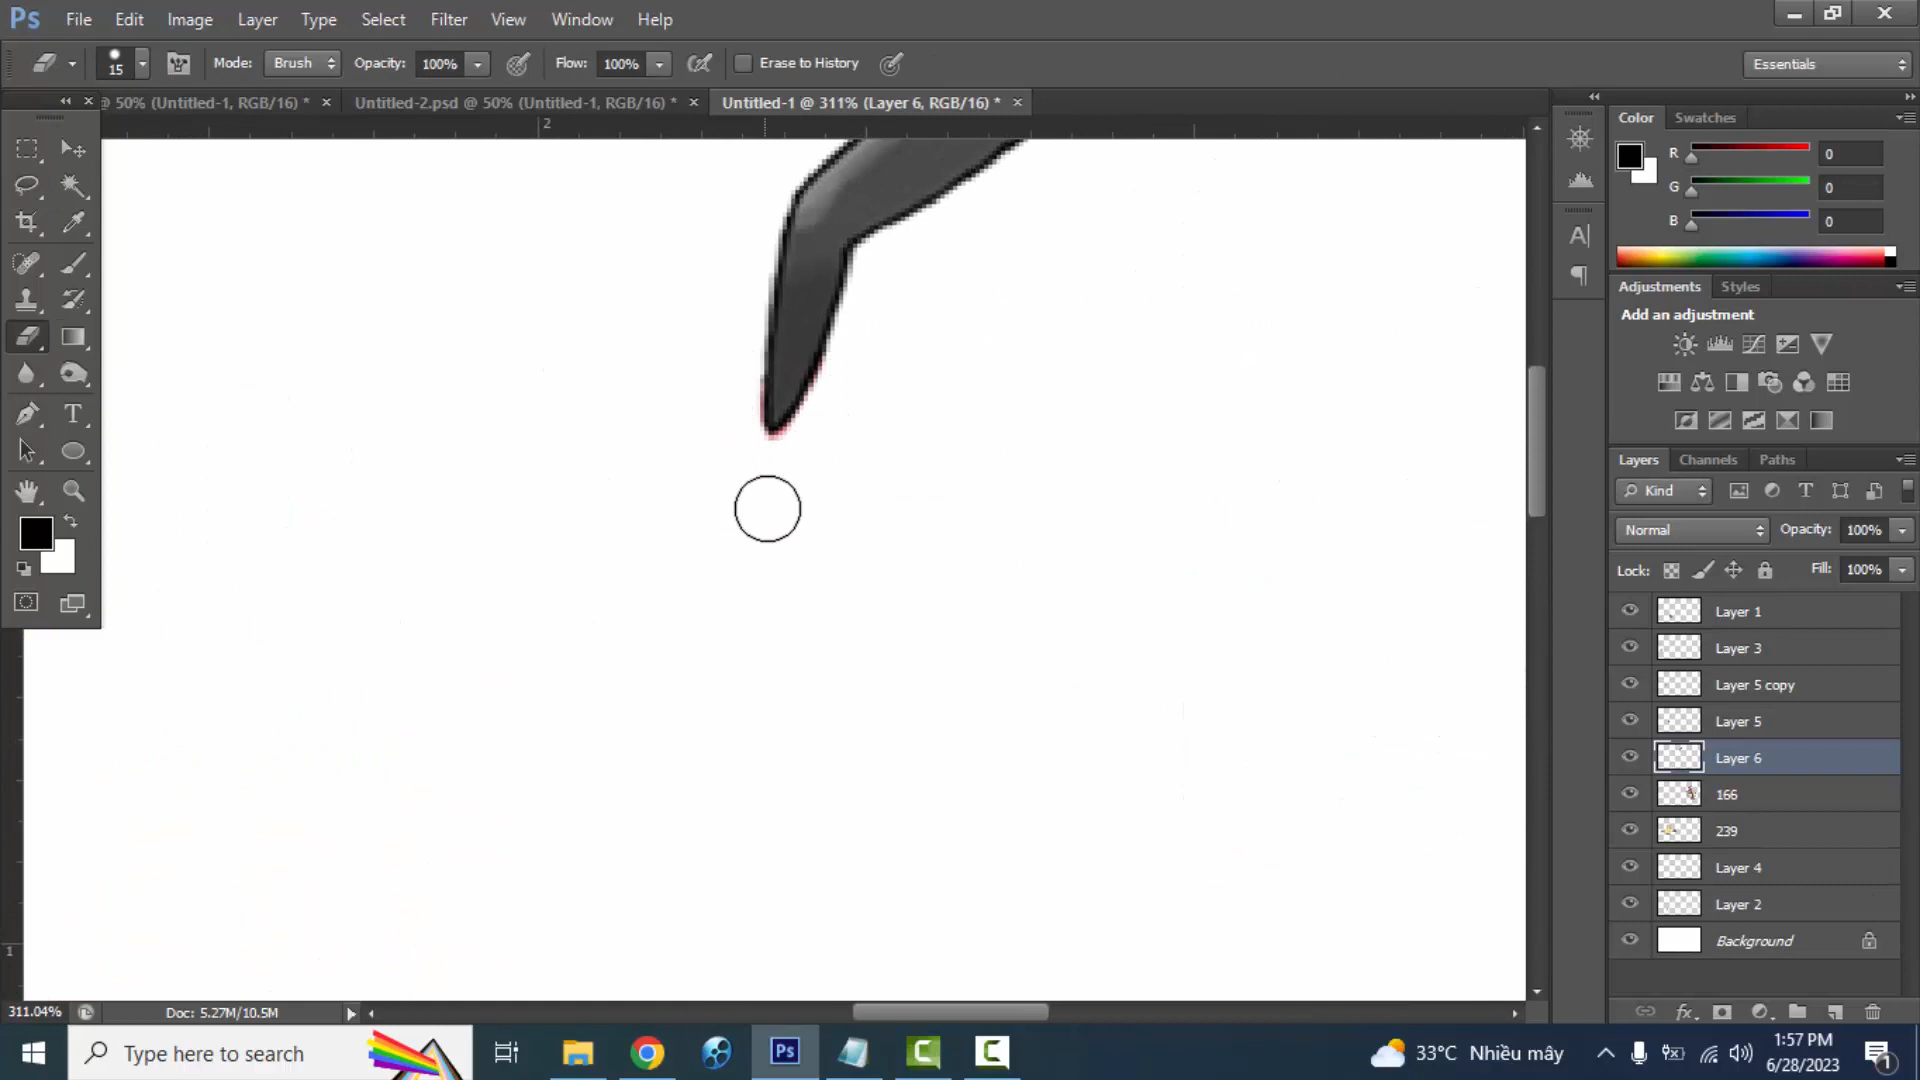 Ps File Edit Image Layer Type Select Filter View Window Help
15 Mode: Brush Opacity: 100% Flow: 100% Erase to History Essentials
@ 50% (Untitled-1, RGB/16) * Untitled-2.psd @ 50% (Untitled-1, RGB/16) * Untitled-1 @ 311% (Layer 6, RGB/16) *
2
Color Swatches
R 0
G 0
B 0
Adjustments Styles
Add an adjustment
Layers Channels Paths
Kind
Normal Opacity: 100%
Lock: Fill: 100%
Layer 1
Layer 3
Layer 5 copy
Layer 5
Layer 6
166
239
Layer 4
Layer 2
Background
1
311.04% Doc: 5.27M/10.5M
Type here to search
33°C Nhiều mây
1:57 PM
6/28/2023
1